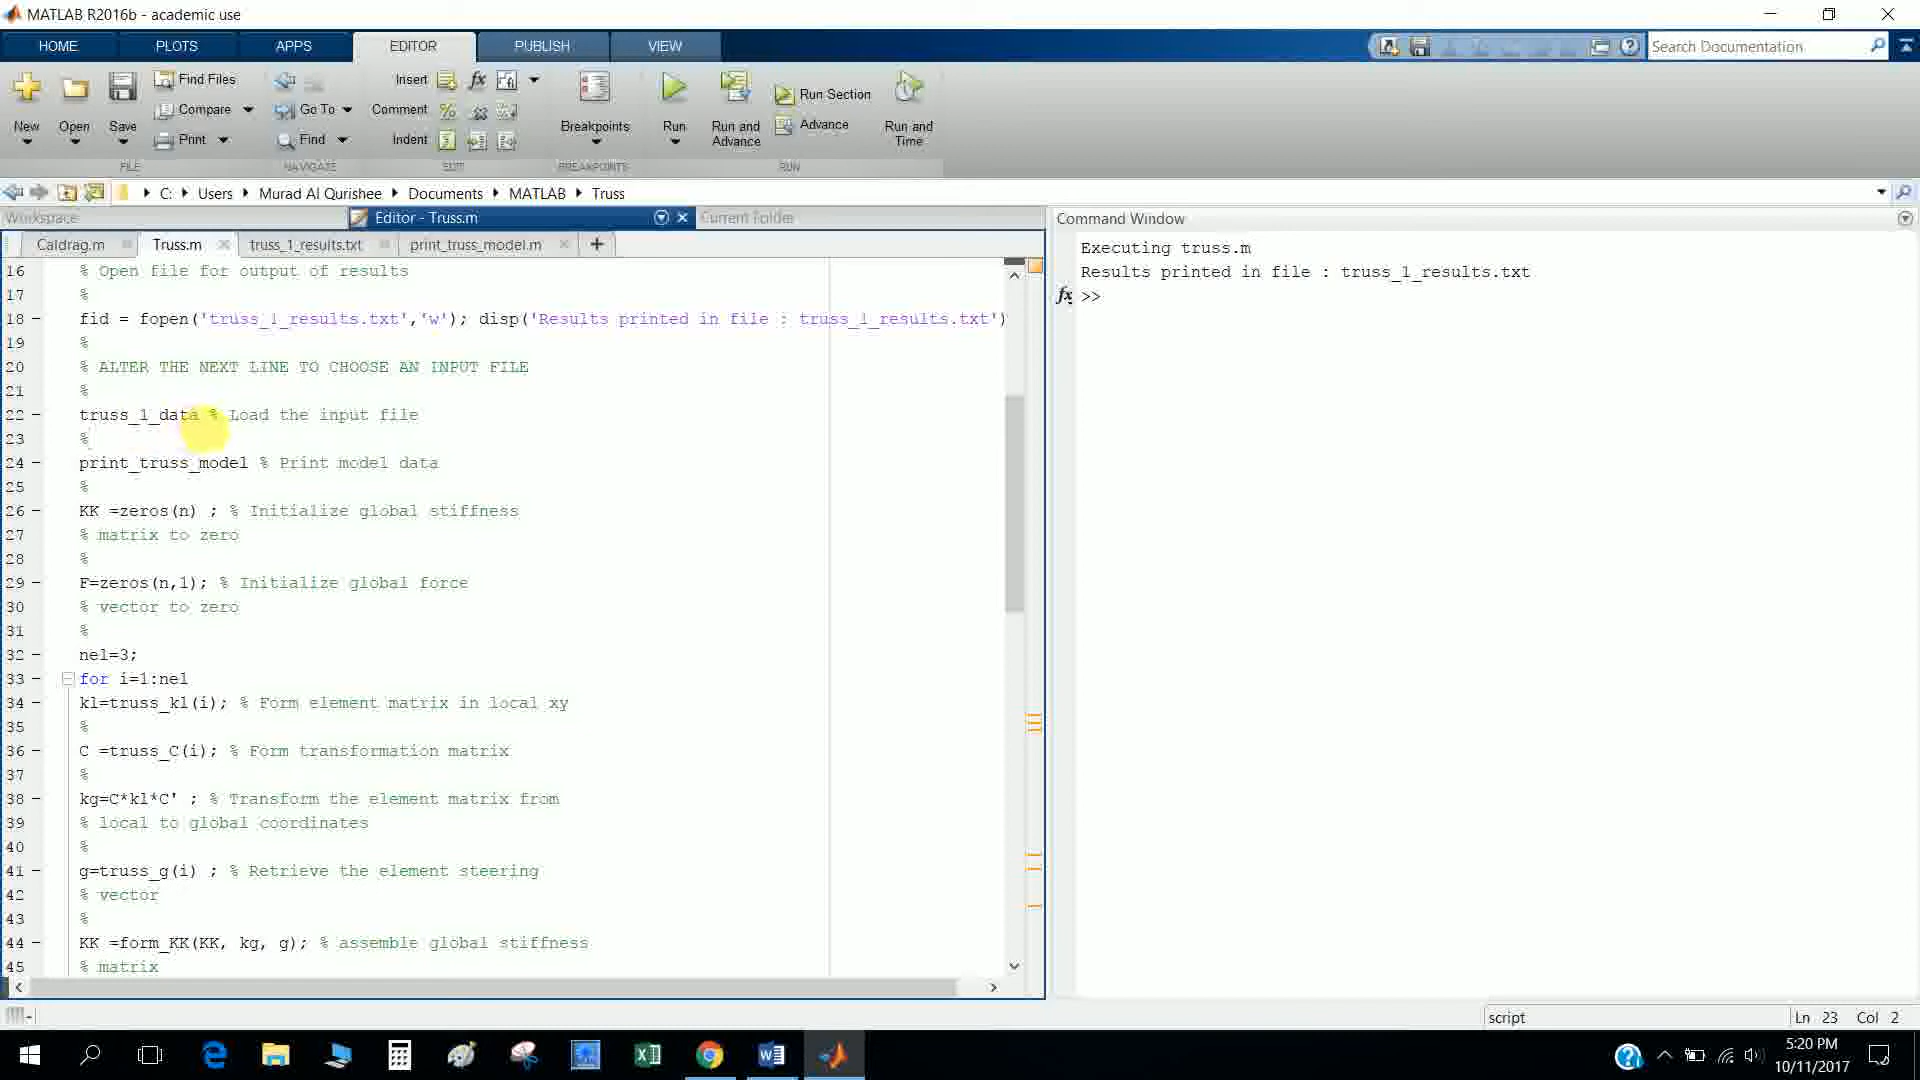 MATLAB R2016b - academic use
HOME PLOTS APPS EDITOR PUBLISH VIEW
Search Documentation
New Open Save Find Files Compare Print
Go To Find
Insert Comment Indent
Breakpoints
Run Run and Advance Run Section Advance Run and Time
FILE NAVIGATE EDIT BREAKPOINTS RUN
C: Users Murad Al Qurishee Documents MATLAB Truss
Workspace
Editor - Truss.m
Current Folder
Command Window
Caldrag.m Truss.m truss_1_results.txt print_truss_model.m
16 % Open file for output of results
17 %
18 fid = fopen('truss_1_results.txt','w'); disp('Results printed in file : truss_1_results.txt')
19 %
20 % ALTER THE NEXT LINE TO CHOOSE AN INPUT FILE
21 %
22 truss_1_data % Load the input file
23 %
24 print_truss_model % Print model data
25 %
26 KK =zeros(n) ; % Initialize global stiffness
27 % matrix to zero
28 %
29 F=zeros(n,1); % Initialize global force
30 % vector to zero
31 %
32 nel=3;
33 for i=1:nel
34 kl=truss_kl(i); % Form element matrix in local xy
35 %
36 C =truss_C(i); % Form transformation matrix
37 %
38 kg=C*kl*C' ; % Transform the element matrix from
39 % local to global coordinates
40 %
41 g=truss_g(i) ; % Retrieve the element steering
42 % vector
43 %
44 KK =form_KK(KK, kg, g); % assemble global stiffness
45 % matrix
Executing truss.m
Results printed in file : truss_1_results.txt
fx >>
script
Ln 23 Col 2
5:20 PM
10/11/2017